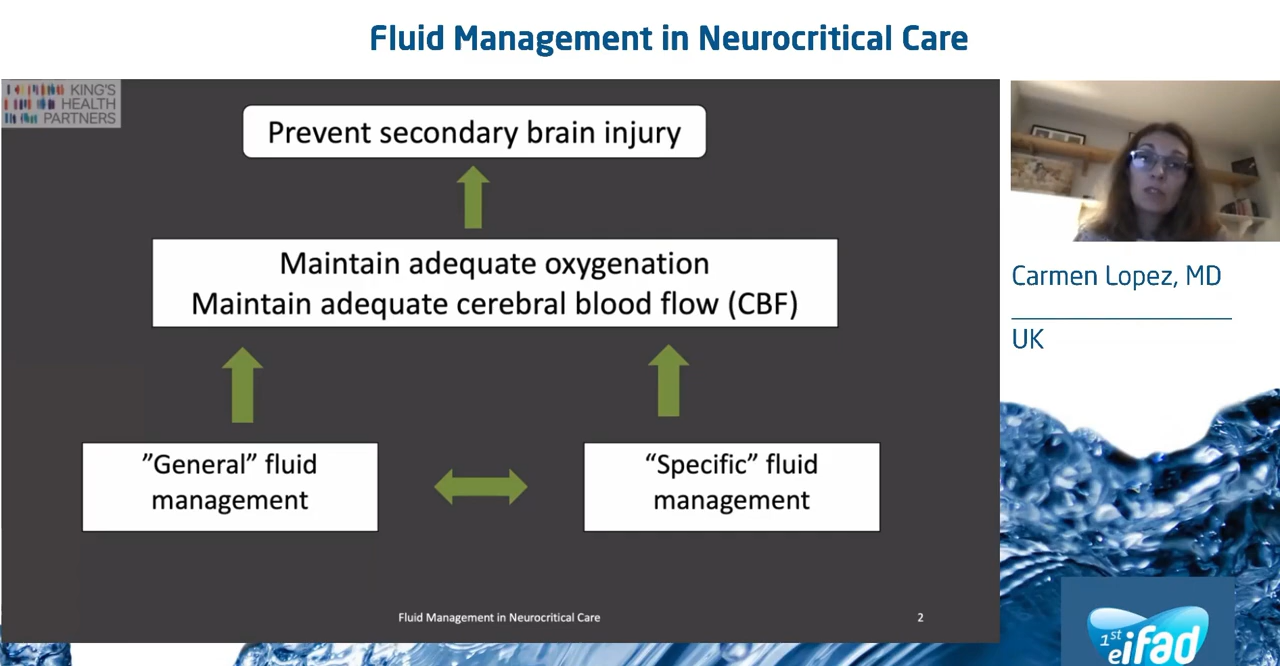 Fluid Management in Neurocritical Care
KING'S
HEALTH
PARTNERS
Prevent secondary brain injury
Maintain adequate oxygenation
Maintain adequate cerebral blood flow (CBF)
”General” fluid
management
“Specific” fluid
management
Fluid Management in Neurocritical Care
2
Carmen Lopez, MD
UK
1st
eifad